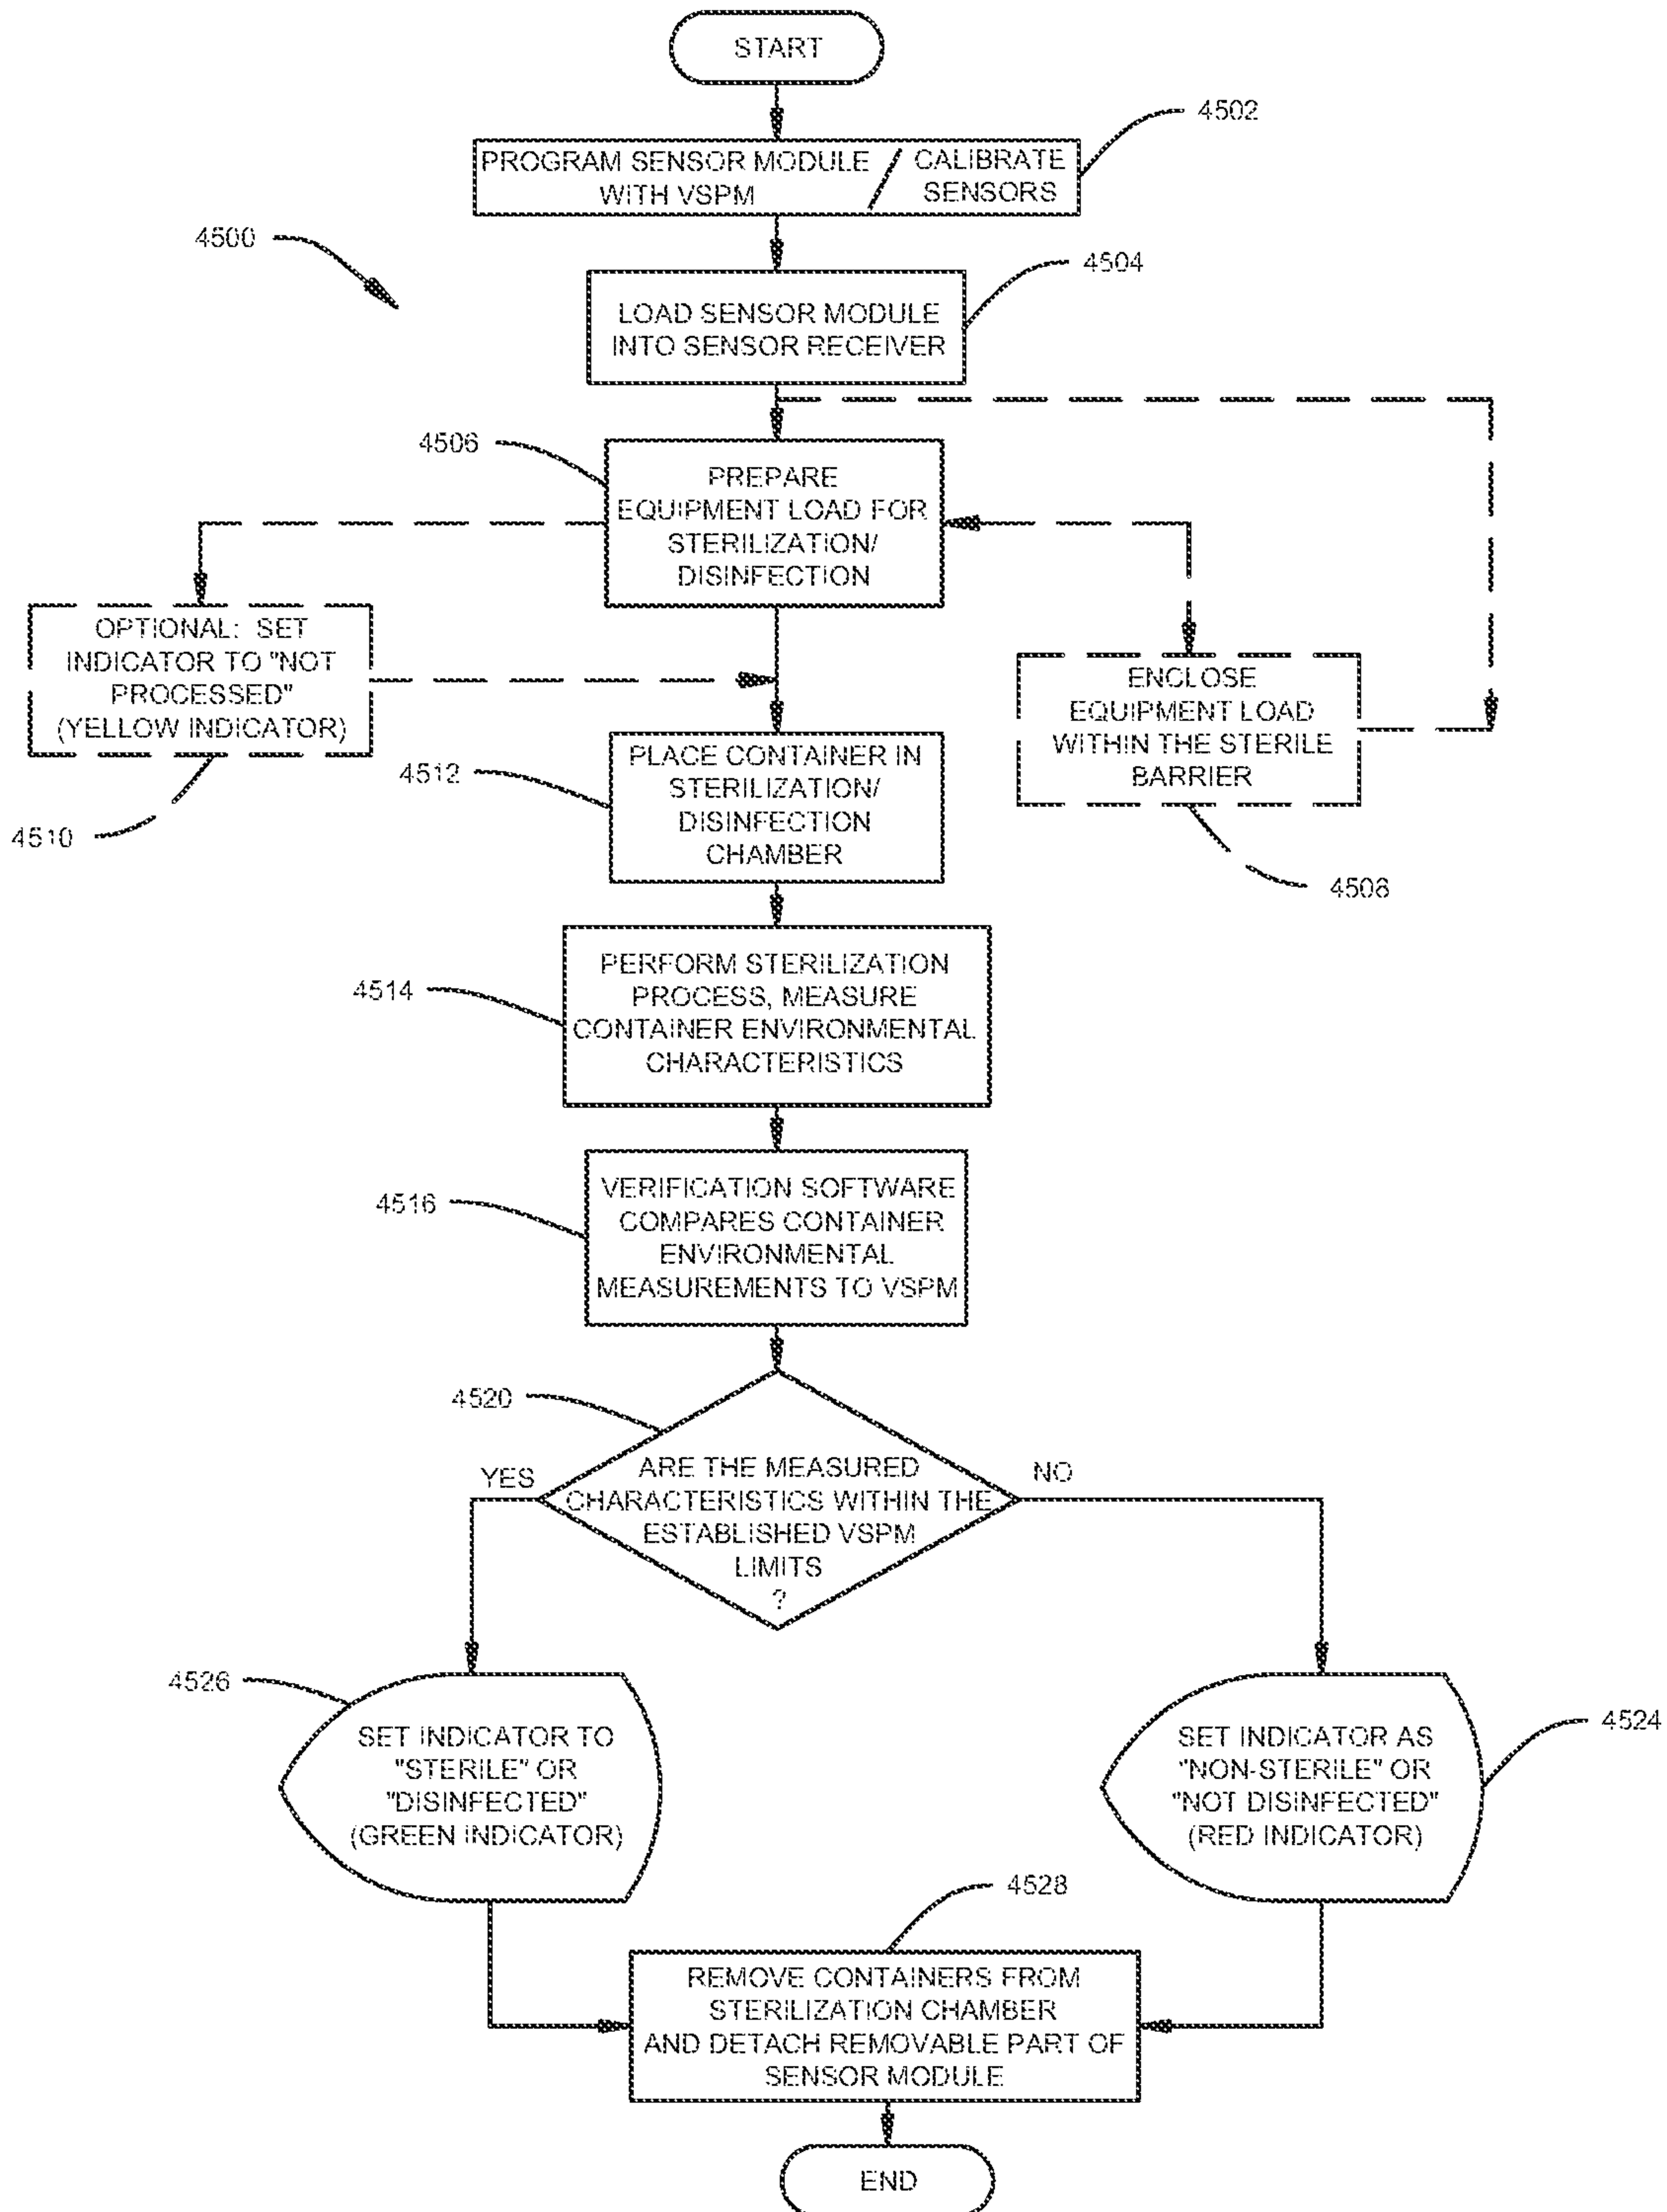 START
4502
PROGRAM SENSOR MODULE / CALIBRATE
WITH VSPM SENSORS
4500
4504
LOAD SENSOR MODULE
INTO SENSOR RECEIVER
4506
PREPARE
EQUIPMENT LOAD FOR
STERILIZATION/
DISINFECTION
OPTIONAL: SET
INDICATOR TO "NOT
PROCESSED"
(YELLOW INDICATOR)
4510
ENCLOSE
EQUIPMENT LOAD
WITHIN THE STERILE
BARRIER
4508
4512
PLACE CONTAINER IN
STERILIZATION/
DISINFECTION
CHAMBER
4514
PERFORM STERILIZATION
PROCESS, MEASURE
CONTAINER ENVIRONMENTAL
CHARACTERISTICS
4516
VERIFICATION SOFTWARE
COMPARES CONTAINER
ENVIRONMENTAL
MEASUREMENTS TO VSPM
4520
YES
ARE THE MEASURED
CHARACTERISTICS WITHIN THE
ESTABLISHED VSPM
LIMITS
?
NO
4526
SET INDICATOR TO
"STERILE" OR
"DISINFECTED"
(GREEN INDICATOR)
4524
SET INDICATOR AS
"NON-STERILE" OR
"NOT DISINFECTED"
(RED INDICATOR)
4528
REMOVE CONTAINERS FROM
STERILIZATION CHAMBER
AND DETACH REMOVABLE PART OF
SENSOR MODULE
END